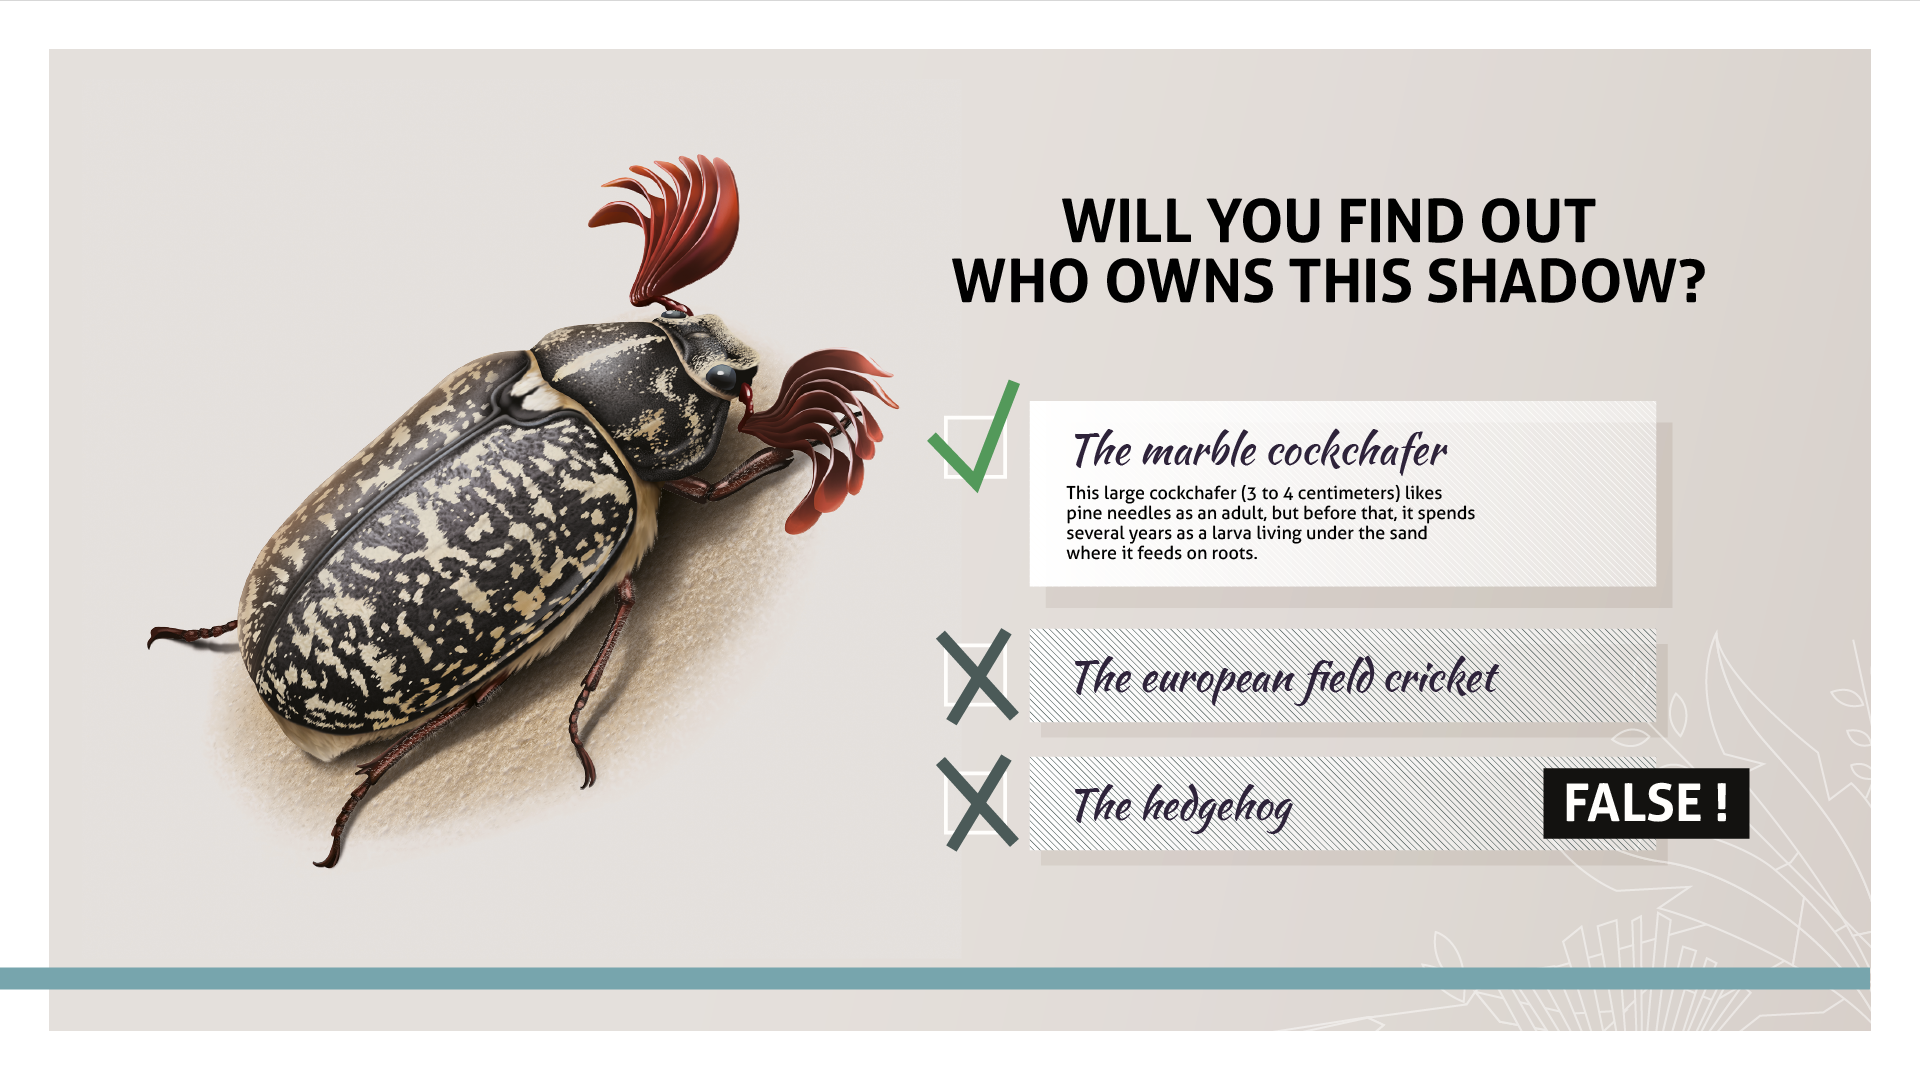 WILL YOU FIND OUT
WHO OWNS THIS SHADOW?
The marble cockchafer
This large cockchafer (3 to 4 centimeters) likes
pine needles as an adult, but before that, it spends
several years as a larva living under the sand
where it feeds on roots.
The european field cricket
The hedgehog
FALSE !